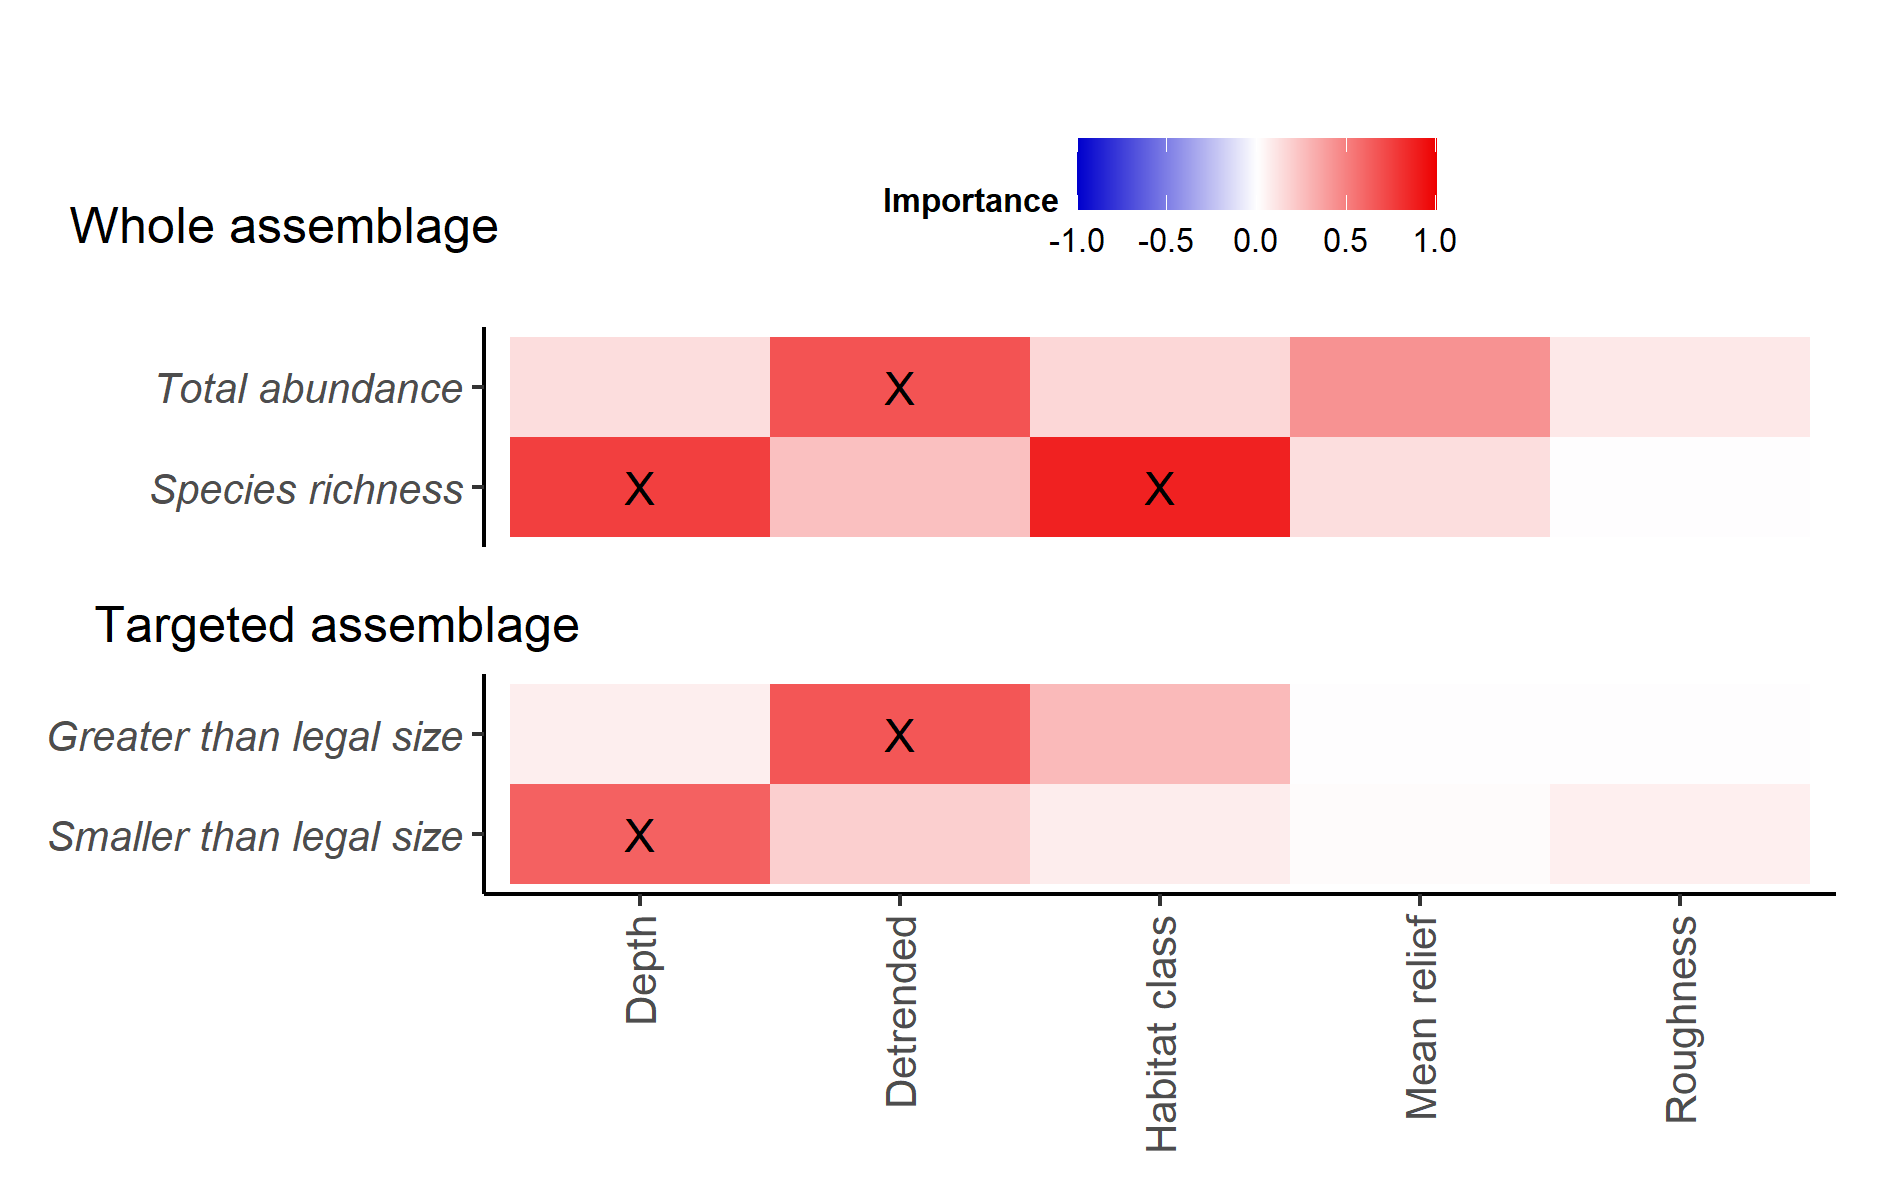 Importance
-1.0 -0.5 0.0 0.5 1.0
Whole assemblage
Total abundance
X
Species richness
X X
Targeted assemblage
Greater than legal size
X
Smaller than legal size
X
Depth
Detrended
Habitat class
Mean relief
Roughness